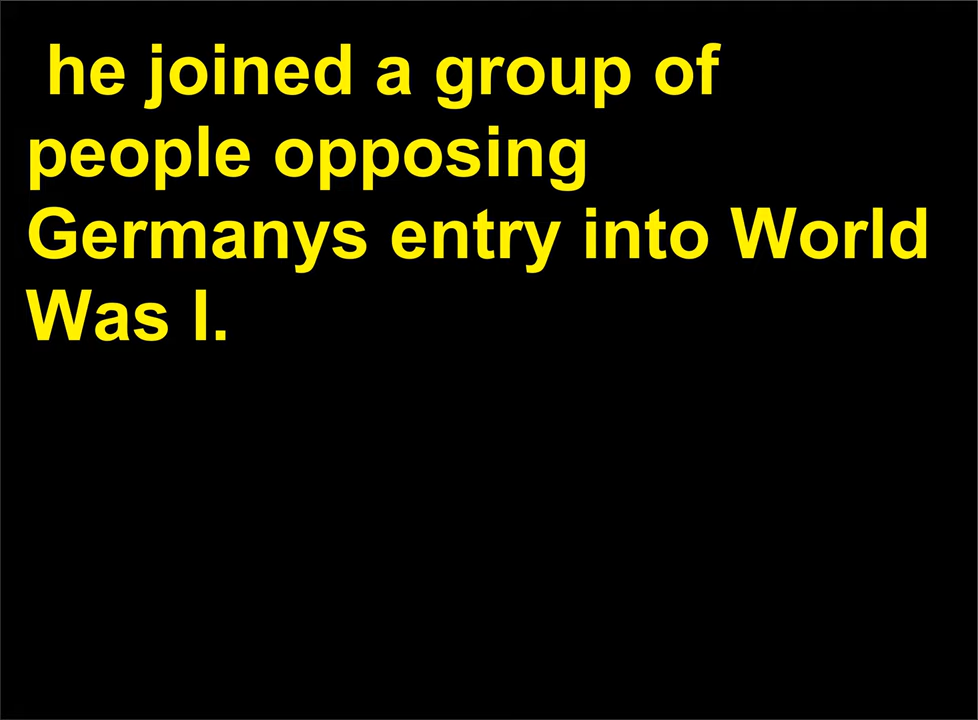 he joined a group of
people opposing
Germanys entry into World
Was I.